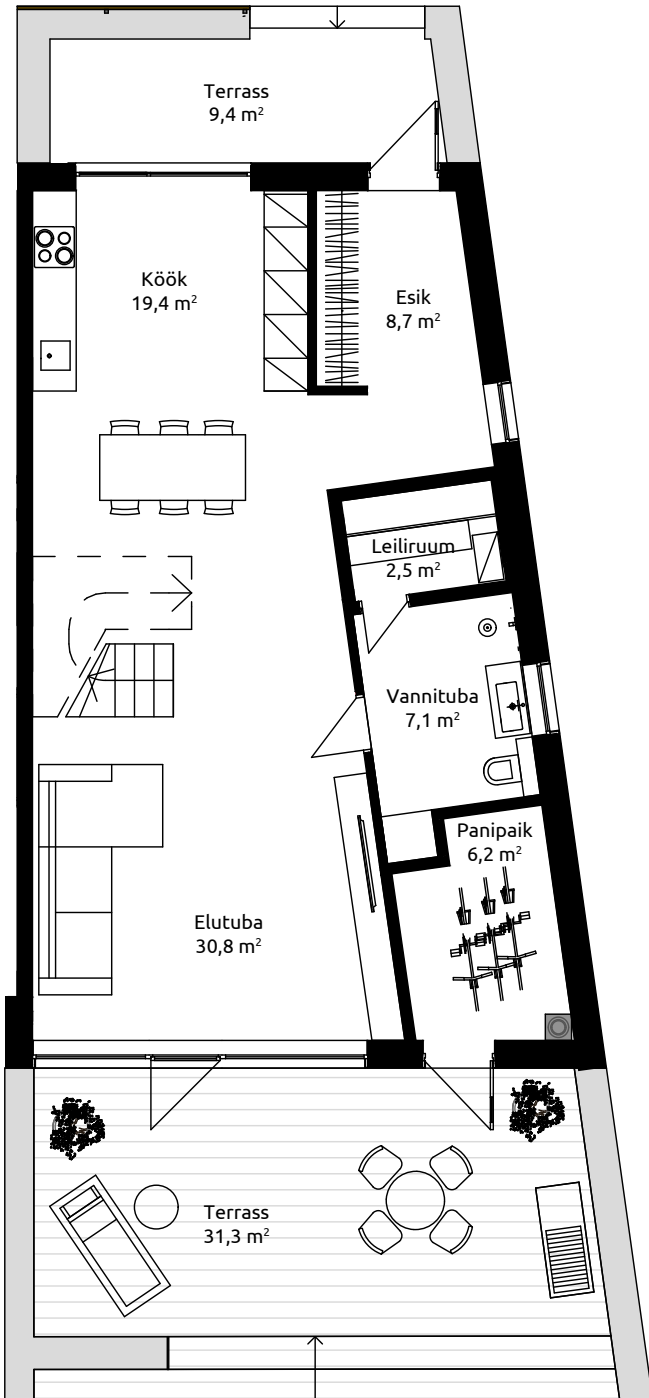 Terrass
9,4 m²
Köök
19,4 m²
Esik
8,7 m²
Leiliruum
2,5 m²
Vannituba
7,1 m²
Panipaik
6,2 m²
Elutuba
30,8 m²
Terrass
31,3 m²